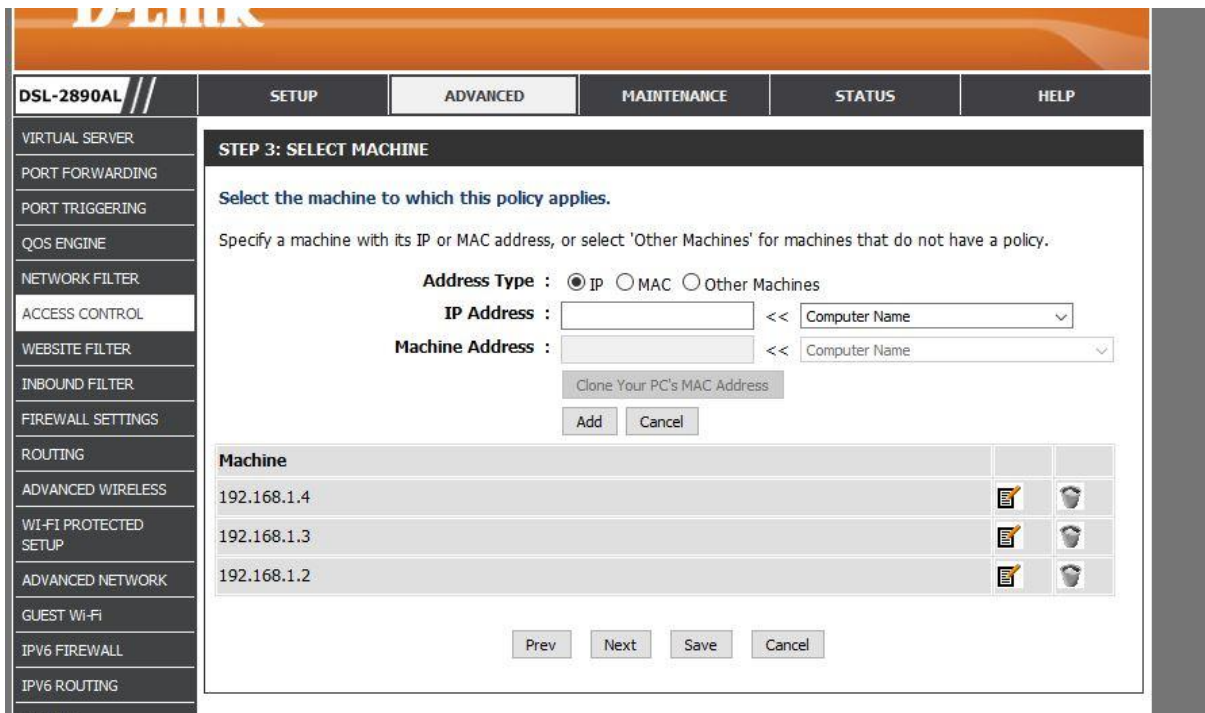 D-Link
DSL-2890AL
SETUP
ADVANCED
MAINTENANCE
STATUS
HELP
VIRTUAL SERVER
PORT FORWARDING
PORT TRIGGERING
QOS ENGINE
NETWORK FILTER
ACCESS CONTROL
WEBSITE FILTER
INBOUND FILTER
FIREWALL SETTINGS
ROUTING
ADVANCED WIRELESS
WI-FI PROTECTED
SETUP
ADVANCED NETWORK
GUEST Wi-Fi
IPV6 FIREWALL
IPV6 ROUTING
STEP 3: SELECT MACHINE
Select the machine to which this policy applies.
Specify a machine with its IP or MAC address, or select 'Other Machines' for machines that do not have a policy.
Address Type : IP MAC Other Machines
IP Address : << Computer Name
Machine Address : << Computer Name
Clone Your PC's MAC Address
Add Cancel
Machine
192.168.1.4
192.168.1.3
192.168.1.2
Prev Next Save Cancel